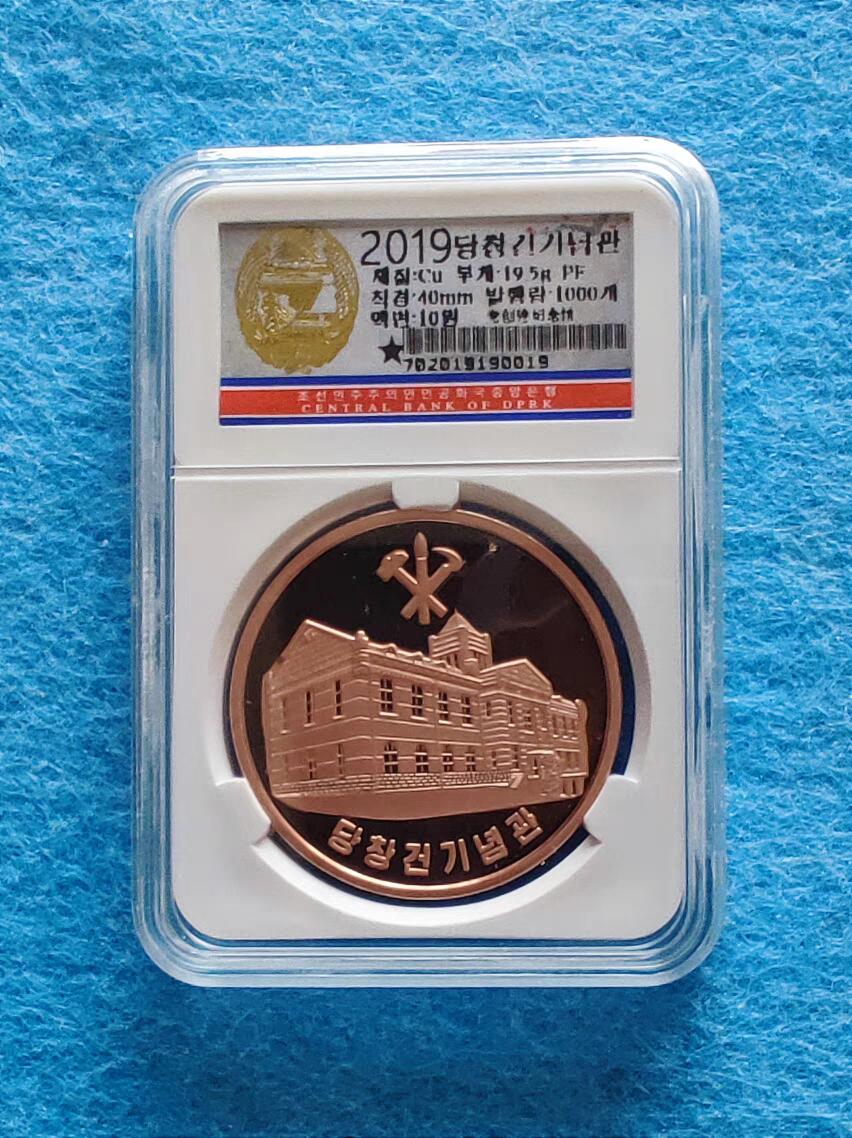 2019당창건기념관
재질:Cu 무게:19.5g PF
직경:40mm 발행량:1000개
액면:10원
702019190019
조선민주주의인민공화국중앙은행
CENTRAL BANK OF DPRK
당창건기념관